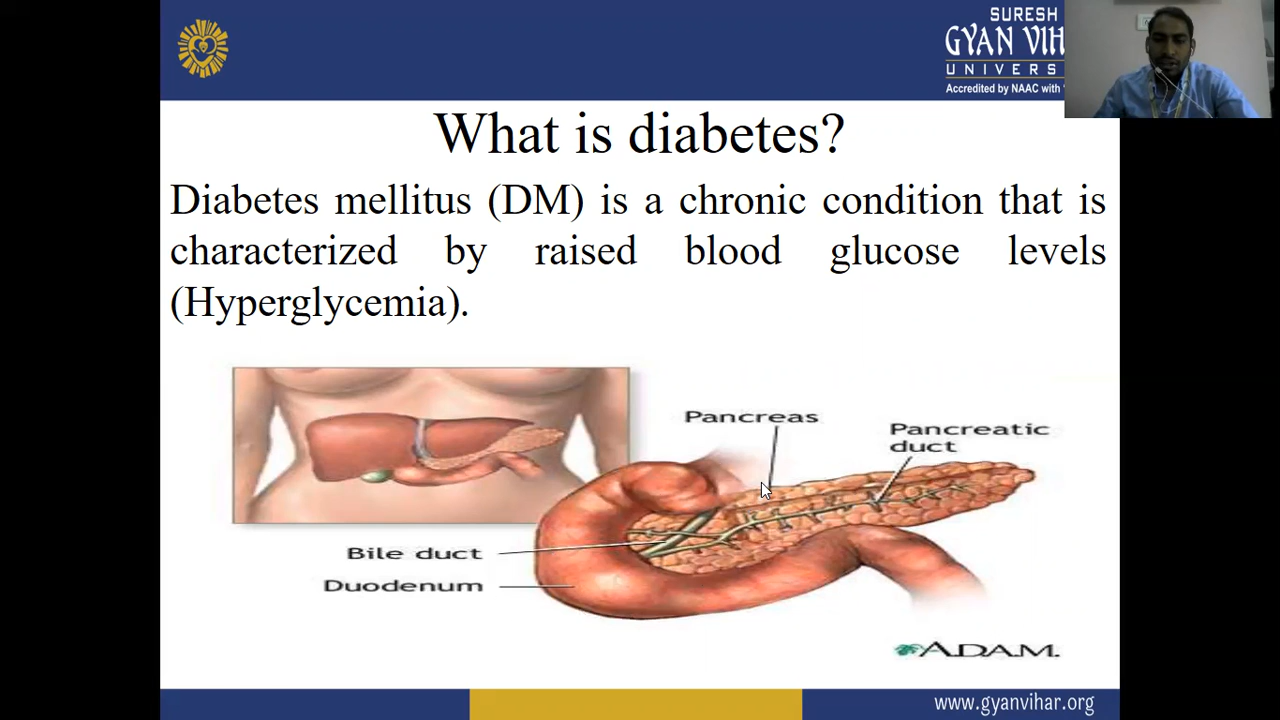 SURESH
GYAN VIH
UNIVERS
Accredited by NAAC with
What is diabetes?
Diabetes mellitus (DM) is a chronic condition that is
characterized by raised blood glucose levels
(Hyperglycemia).
Pancreas
Pancreatic
duct
Bile duct
Duodenum
A.D.A.M.
www.gyanvihar.org